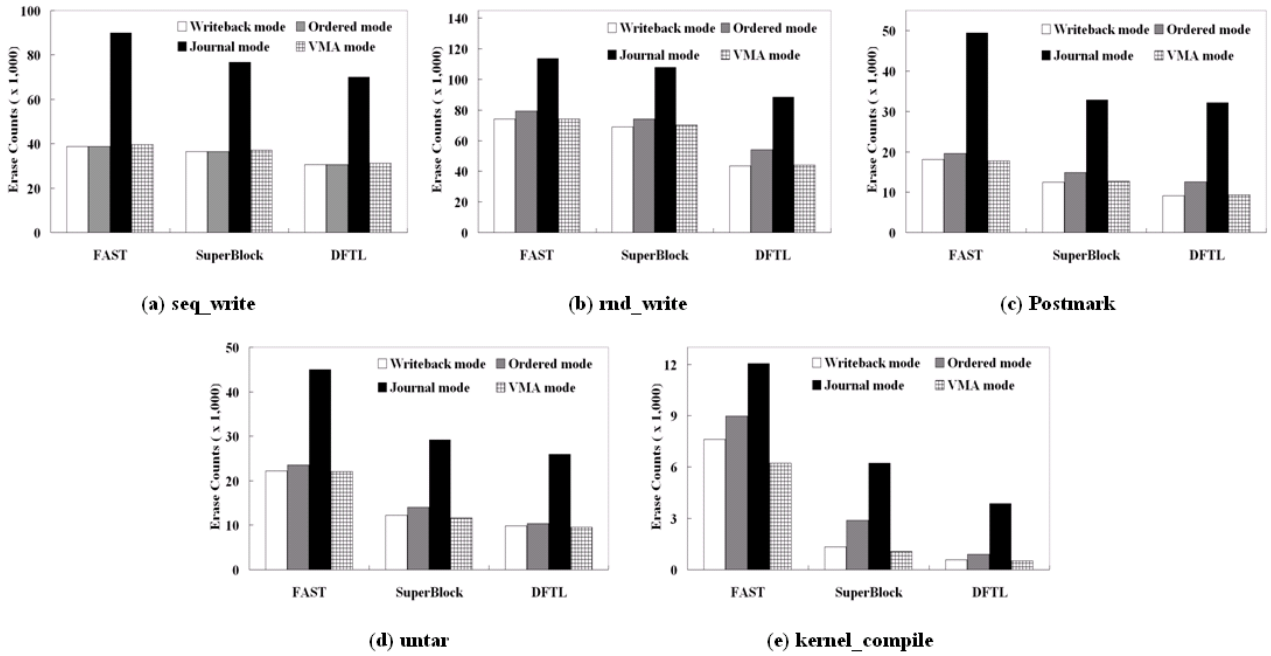 100
80
60
40
20
0
Erase Counts ( x 1,000)
Writeback mode
Ordered mode
Journal mode
VMA mode
FAST
SuperBlock
DFTL
(a) seq_write
140
120
100
80
60
40
20
0
Erase Counts ( x 1,000)
Writeback mode
Ordered mode
Journal mode
VMA mode
FAST
SuperBlock
DFTL
(b) rnd_write
50
40
30
20
10
0
Erase Counts ( x 1,000)
Writeback mode
Ordered mode
Journal mode
VMA mode
FAST
SuperBlock
DFTL
(c) Postmark
50
40
30
20
10
0
Erase Counts ( x 1,000)
Writeback mode
Ordered mode
Journal mode
VMA mode
FAST
SuperBlock
DFTL
(d) untar
12
9
6
3
0
Erase Counts ( x 1,000)
Writeback mode
Ordered mode
Journal mode
VMA mode
FAST
SuperBlock
DFTL
(e) kernel_compile